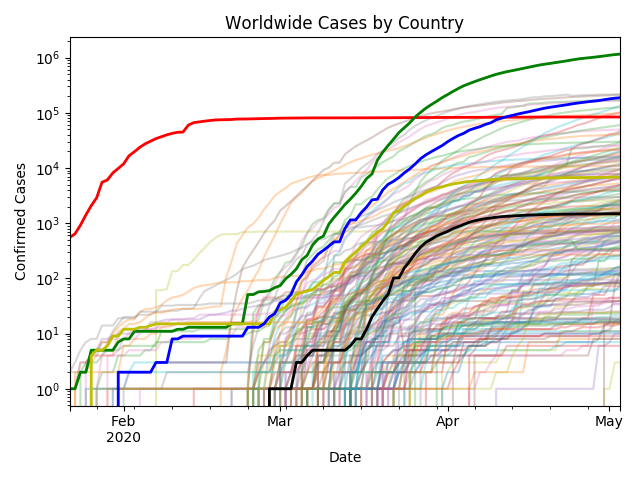 Worldwide Cases by Country
Confirmed Cases
10⁶
10⁵
10⁴
10³
10²
10¹
10⁰
Feb
2020
Mar
Apr
May
Date